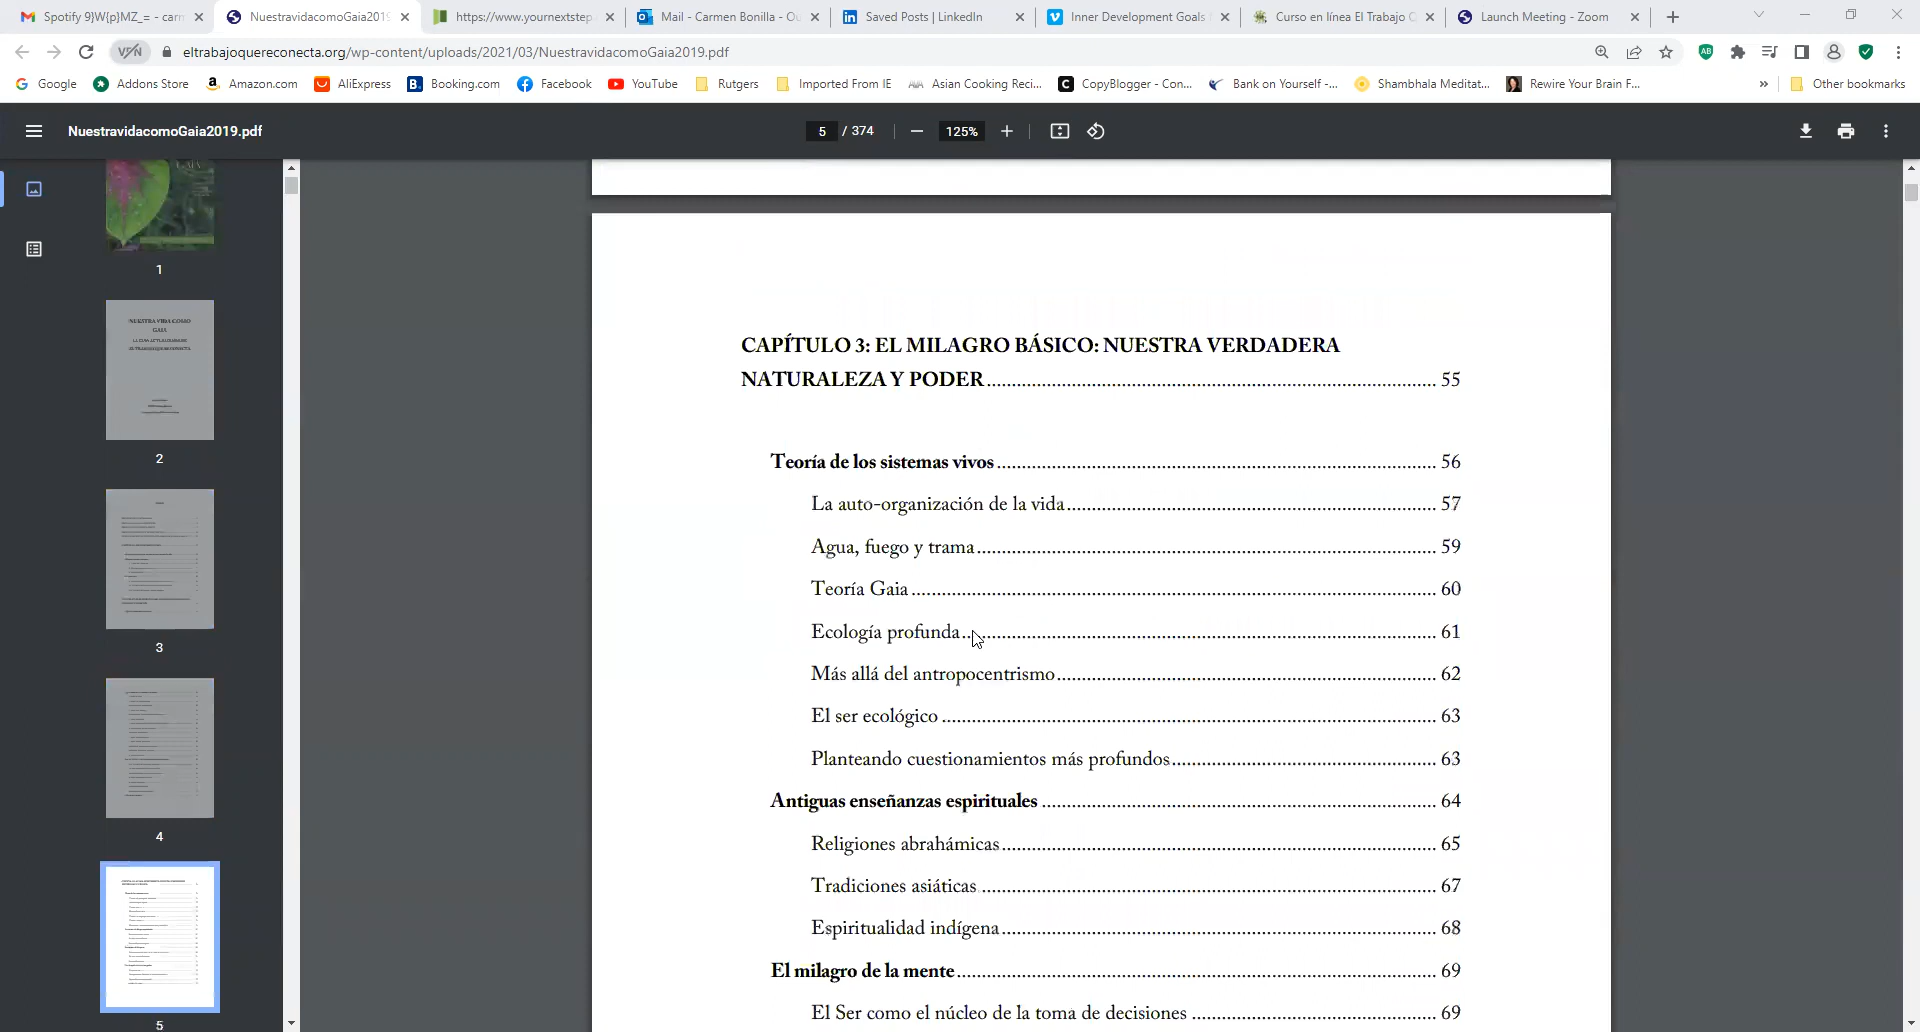 Spotify 9}W{p}MZ_= - carm
NuestravidacomoGaia2019
https://www.yournextstep
Mail - Carmen Bonilla - Ou
Saved Posts | LinkedIn
Inner Development Goals
Curso en línea El Trabajo Q
Launch Meeting - Zoom
VPN
eltrabajoquereconecta.org/wp-content/uploads/2021/03/NuestravidacomoGaia2019.pdf
Google
Addons Store
Amazon.com
AliExpress
Booking.com
Facebook
YouTube
Rutgers
Imported From IE
Asian Cooking Reci...
CopyBlogger - Con...
Bank on Yourself -...
Shambhala Meditat...
Rewire Your Brain F...
»
Other bookmarks
NuestravidacomoGaia2019.pdf
5 / 374
125%
1
NUESTRA VIDA COMO
GAIA
2
3
4
5
CAPÍTULO 3: EL MILAGRO BÁSICO: NUESTRA VERDADERA
NATURALEZA Y PODER ... 55
Teoría de los sistemas vivos ... 56
La auto-organización de la vida ... 57
Agua, fuego y trama ... 59
Teoría Gaia ... 60
Ecología profunda ... 61
Más allá del antropocentrismo ... 62
El ser ecológico ... 63
Planteando cuestionamientos más profundos ... 63
Antiguas enseñanzas espirituales ... 64
Religiones abrahámicas ... 65
Tradiciones asiáticas ... 67
Espiritualidad indígena ... 68
El milagro de la mente ... 69
El Ser como el núcleo de la toma de decisiones ... 69